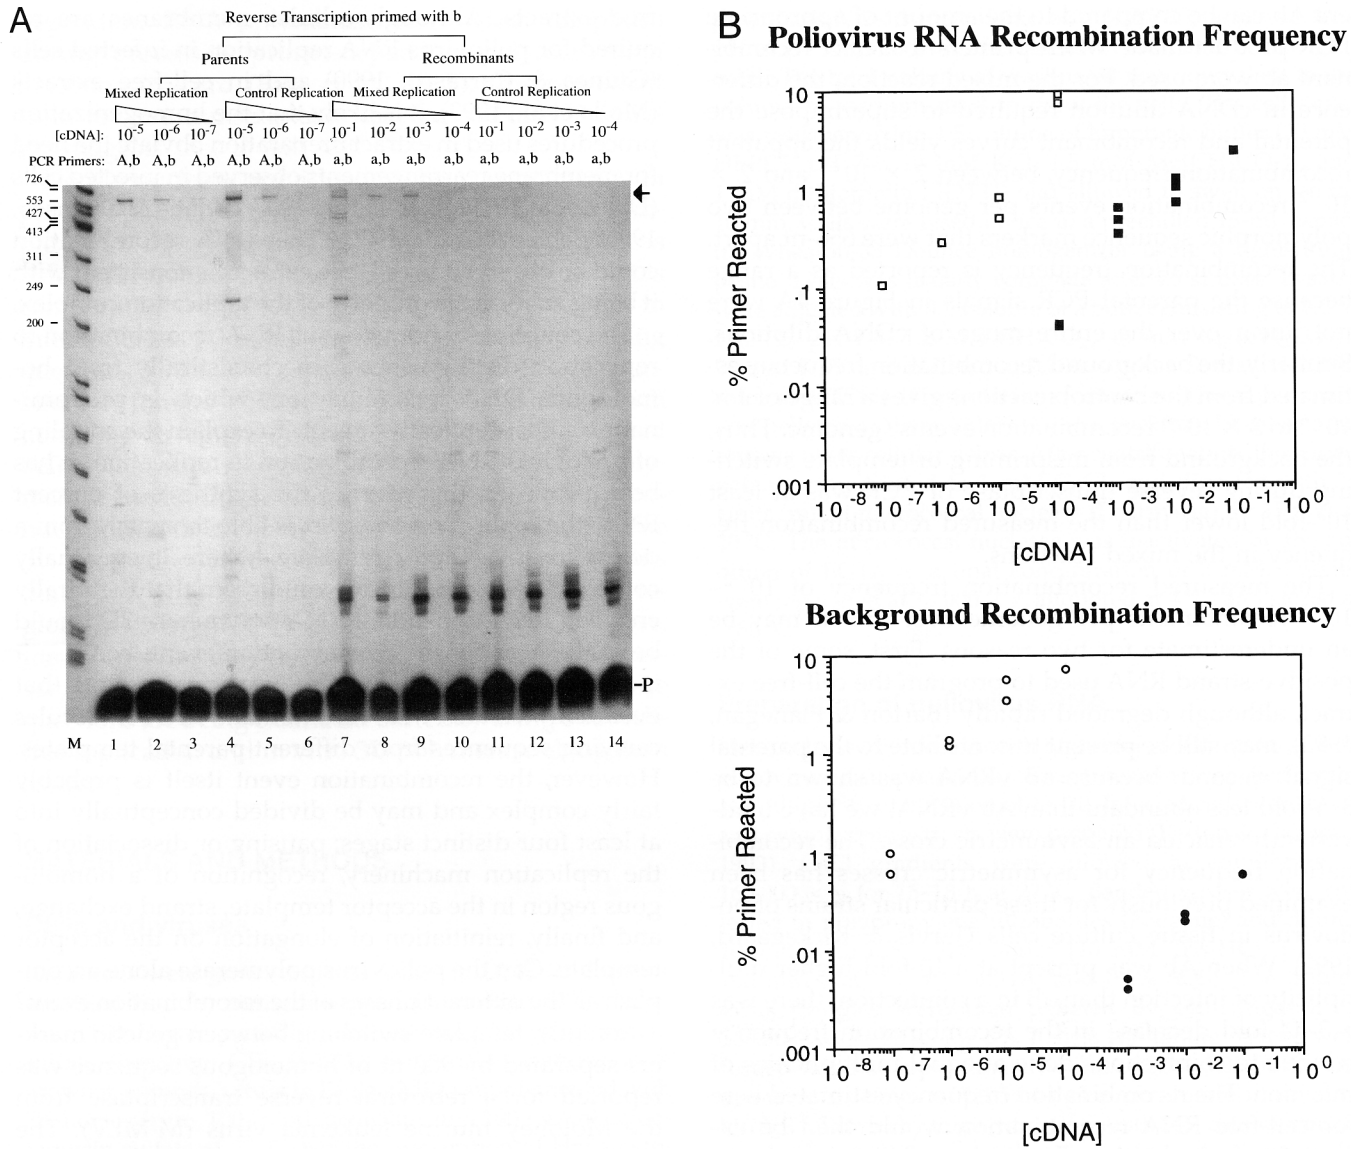 A
Reverse Transcription primed with b
Parents
Recombinants
Mixed Replication
Control Replication
Mixed Replication
Control Replication
[cDNA]: 10-5 10-6 10-7 10-5 10-6 10-7 10-1 10-2 10-3 10-4 10-1 10-2 10-3 10-4
PCR Primers: A,b A,b A,b A,b A,b A,b a,b a,b a,b a,b a,b a,b a,b a,b
726
553
427
413
311
249
200
-P
M 1 2 3 4 5 6 7 8 9 10 11 12 13 14
B
Poliovirus RNA Recombination Frequency
% Primer Reacted
10
1
.1
.01
.001
10-8 10-7 10-6 10-5 10-4 10-3 10-2 10-1 100
[cDNA]
Background Recombination Frequency
% Primer Reacted
10
1
.1
.01
.001
10-8 10-7 10-6 10-5 10-4 10-3 10-2 10-1 100
[cDNA]